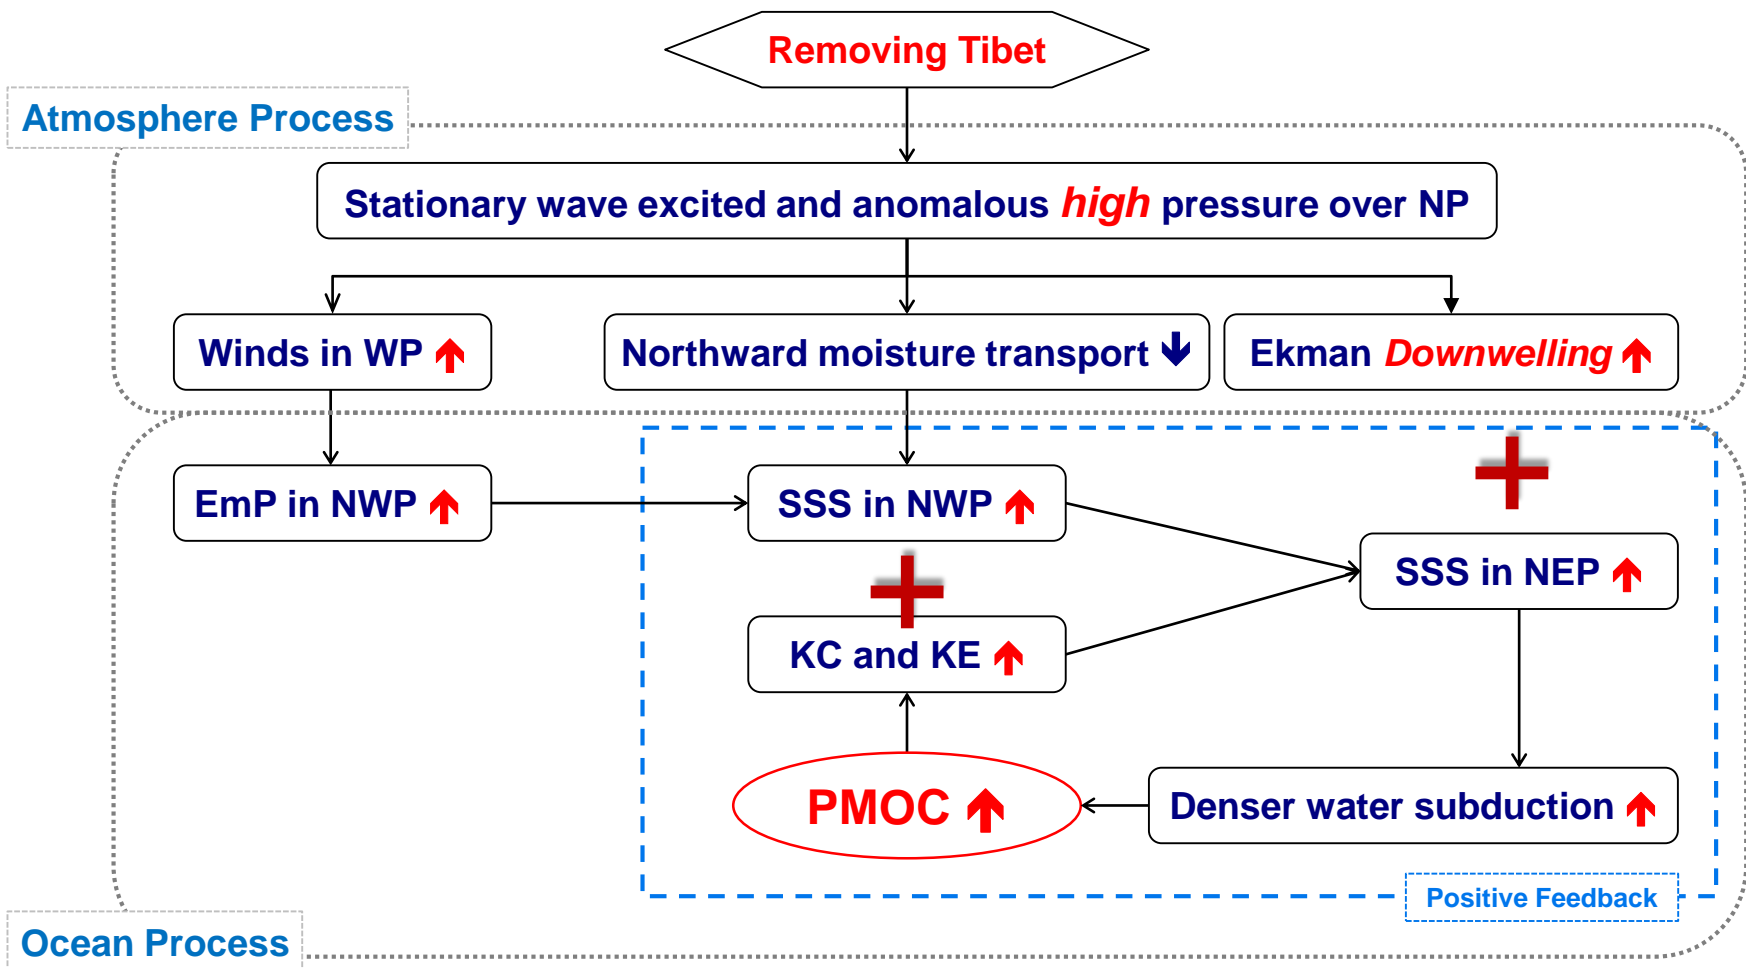 Removing Tibet
Atmosphere Process
Stationary wave excited and anomalous high pressure over NP
Winds in WP ↑
Northward moisture transport ↓
Ekman Downwelling ↑
EmP in NWP ↑
SSS in NWP ↑
+
+
SSS in NEP ↑
KC and KE ↑
PMOC ↑
Denser water subduction ↑
Positive Feedback
Ocean Process